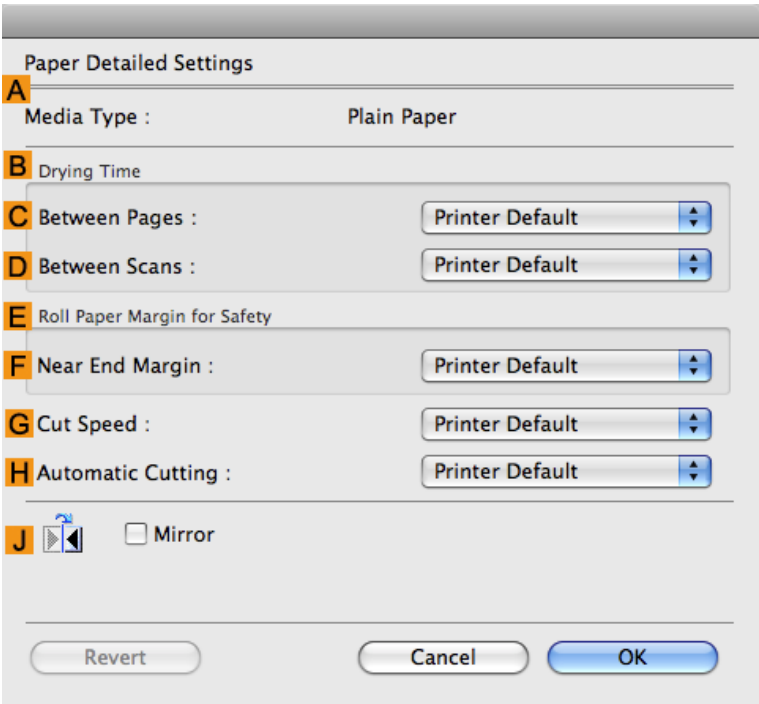 Paper Detailed Settings
A
Media Type : Plain Paper
B Drying Time
C Between Pages : Printer Default
D Between Scans : Printer Default
E Roll Paper Margin for Safety
F Near End Margin : Printer Default
G Cut Speed : Printer Default
H Automatic Cutting : Printer Default
J Mirror
Revert Cancel OK